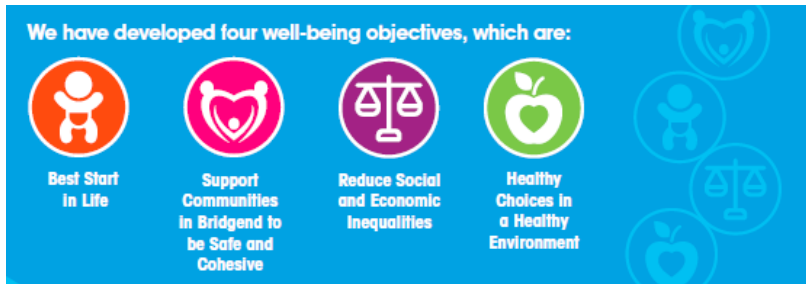 We have developed four well-being objectives, which are:
Best Start
in Life
Support
Communities
in Bridgend to
be Safe and
Cohesive
Reduce Social
and Economic
Inequalities
Healthy
Choices in
a Healthy
Environment